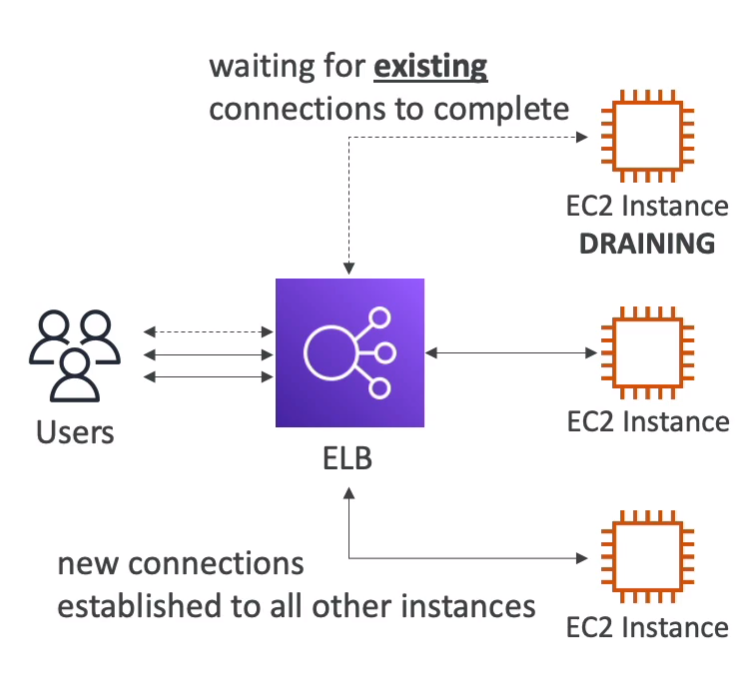 waiting for existing
connections to complete
EC2 Instance
DRAINING
Users
ELB
EC2 Instance
new connections
established to all other instances
EC2 Instance